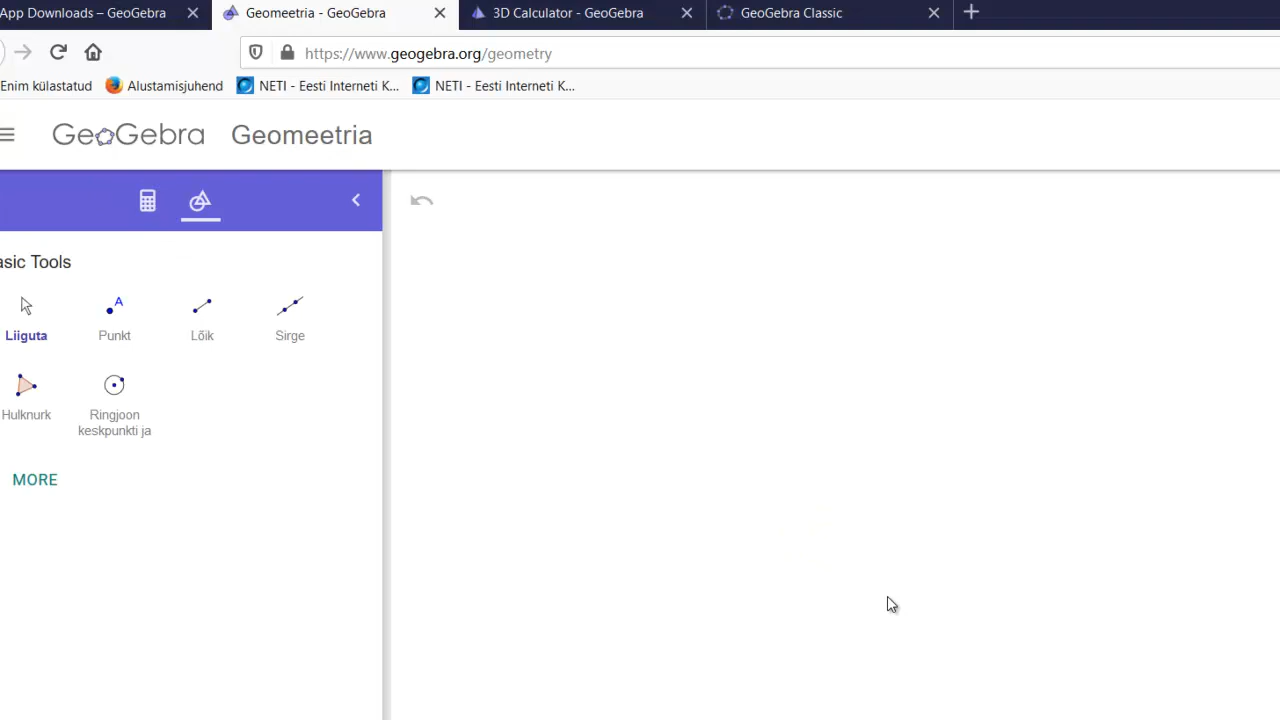 App Downloads – GeoGebra
Geomeetria - GeoGebra
3D Calculator - GeoGebra
GeoGebra Classic
https://www.geogebra.org/geometry
Enim külastatud
Alustamisjuhend
NETI - Eesti Interneti K...
NETI - Eesti Interneti K...
GeoGebra Geomeetria
asic Tools
A
Liiguta
Punkt
Lõik
Sirge
Hulknurk
Ringjoon
keskpunkti ja
MORE